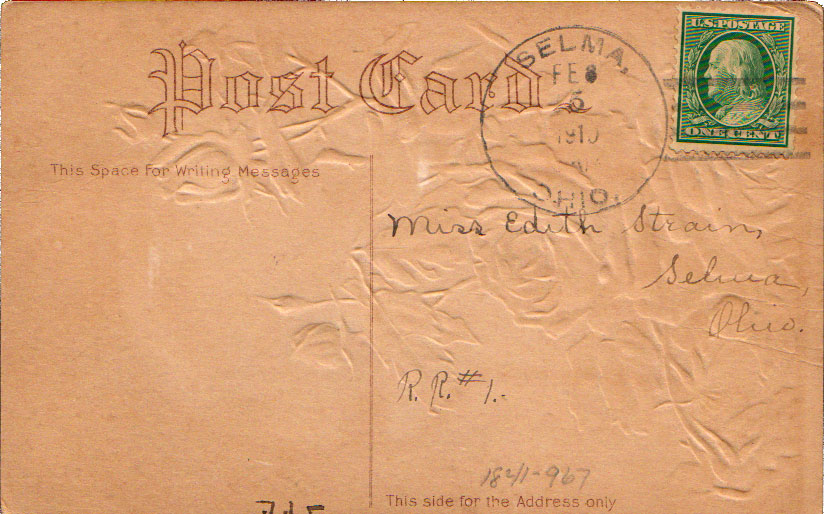 Post Card
SELMA,
FEB
5
1910
OHIO.
U.S. POSTAGE
ONE CENT
This Space For Writing Messages
Miss Edith Strain,
Selma,
Ohio.
R. R. #1.-
1841-967
This side for the Address only